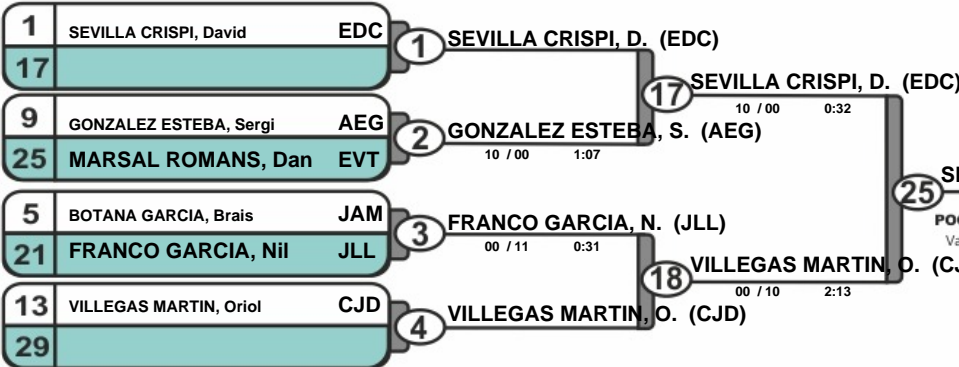 1 SEVILLA CRISPI, David EDC
17
1 SEVILLA CRISPI, D. (EDC)
17 SEVILLA CRISPI, D. (EDC)
10 / 00 0:32
9 GONZALEZ ESTEBA, Sergi AEG
25 MARSAL ROMANS, Dan EVT
2 GONZALEZ ESTEBA, S. (AEG)
10 / 00 1:07
25
5 BOTANA GARCIA, Brais JAM
21 FRANCO GARCIA, Nil JLL
3 FRANCO GARCIA, N. (JLL)
00 / 11 0:31
18 VILLEGAS MARTIN, O. (CJ
00 / 10 2:13
13 VILLEGAS MARTIN, Oriol CJD
29
4 VILLEGAS MARTIN, O. (CJD)